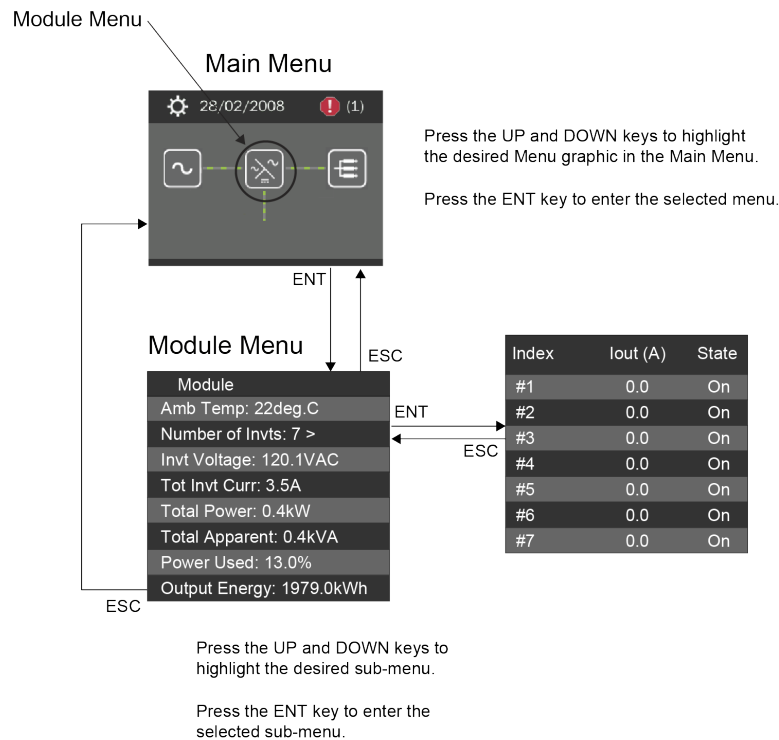 Module Menu
Main Menu
28/02/2008 ! (1)
Press the UP and DOWN keys to highlight
the desired Menu graphic in the Main Menu.
Press the ENT key to enter the selected menu.
ENT
ESC
Module Menu
Module
Amb Temp: 22deg.C
Number of Invts: 7 >
Invt Voltage: 120.1VAC
Tot Invt Curr: 3.5A
Total Power: 0.4kW
Total Apparent: 0.4kVA
Power Used: 13.0%
Output Energy: 1979.0kWh
ESC
ENT
ESC
Index Iout (A) State
#1 0.0 On
#2 0.0 On
#3 0.0 On
#4 0.0 On
#5 0.0 On
#6 0.0 On
#7 0.0 On
Press the UP and DOWN keys to
highlight the desired sub-menu.
Press the ENT key to enter the
selected sub-menu.